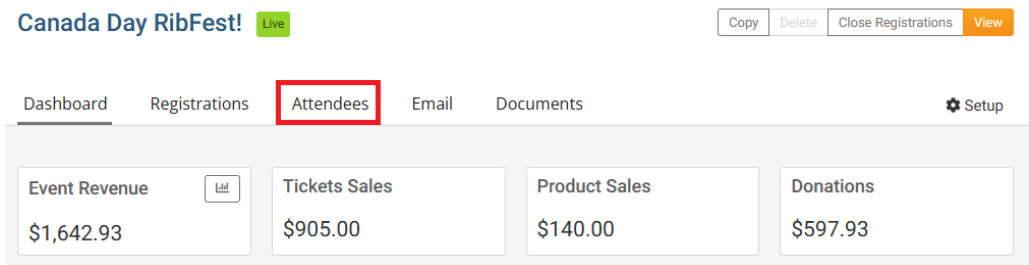 Canada Day RibFest! Live
Copy Delete Close Registrations View
Dashboard Registrations Attendees Email Documents Setup
Event Revenue
$1,642.93
Tickets Sales
$905.00
Product Sales
$140.00
Donations
$597.93